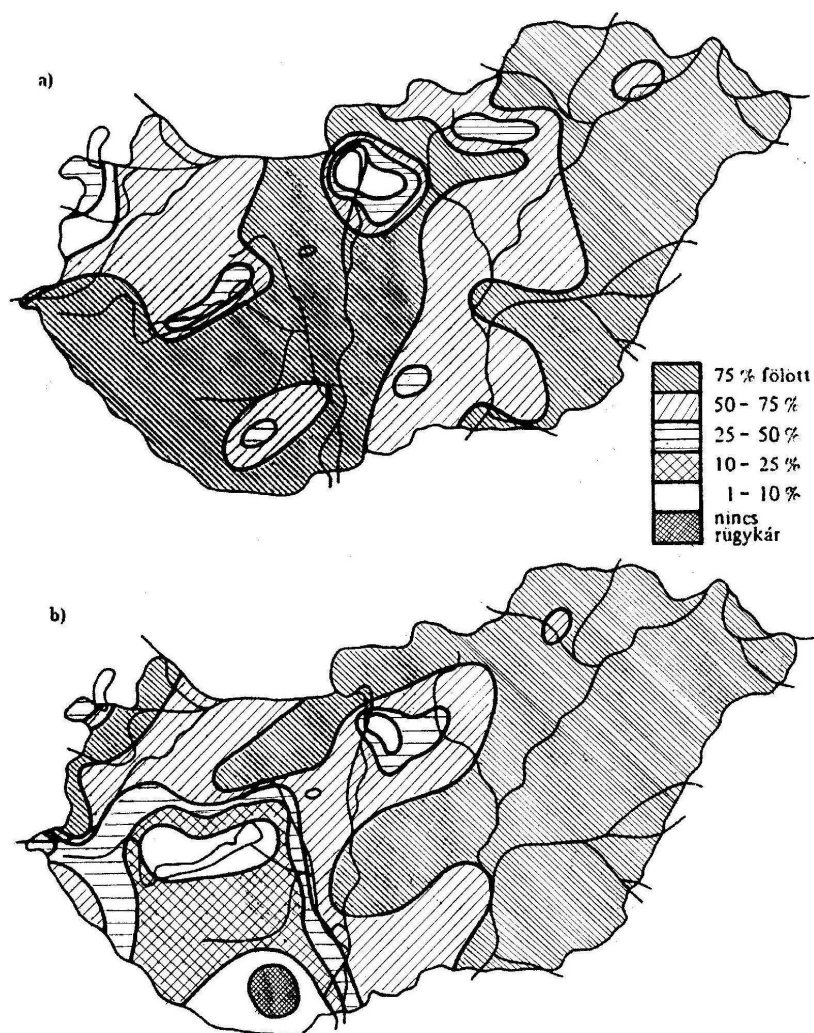 a)
75 % fölött
50 - 75 %
25 - 50 %
10 - 25 %
1 - 10 %
nincs
rügykár
b)